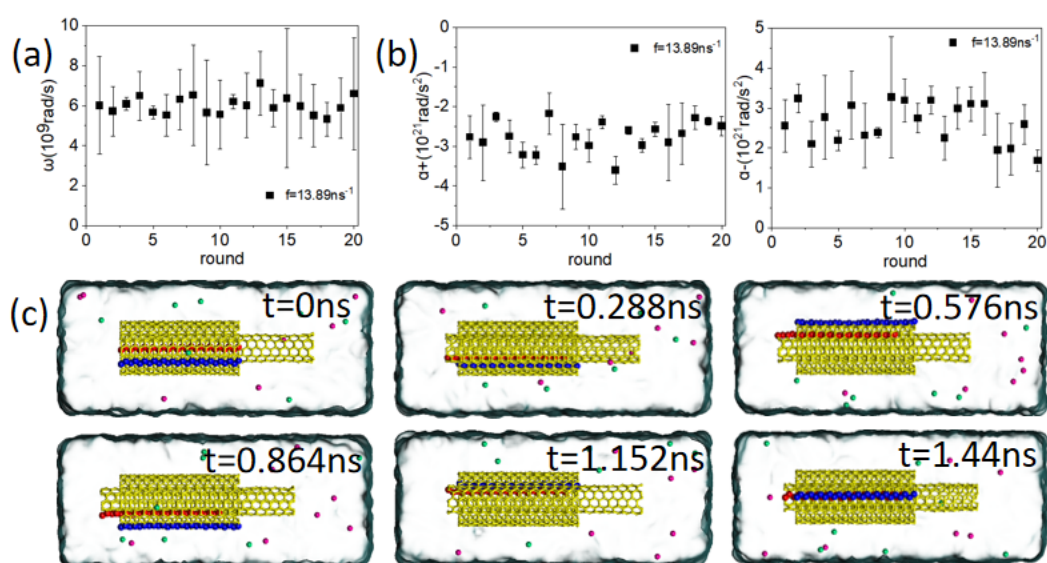 (a)
10
8
6
4
2
0
ω(10⁹rad/s)
■ f=13.89ns⁻¹
0 5 10 15 20
round
(b)
0
-1
-2
-3
-4
-5
α+(10²¹rad/s²)
■ f=13.89ns⁻¹
0 5 10 15 20
round
5
4
3
2
1
0
α-(10²¹rad/s²)
■ f=13.89ns⁻¹
0 5 10 15 20
round
(c)
t=0ns
t=0.288ns
t=0.576ns
t=0.864ns
t=1.152ns
t=1.44ns